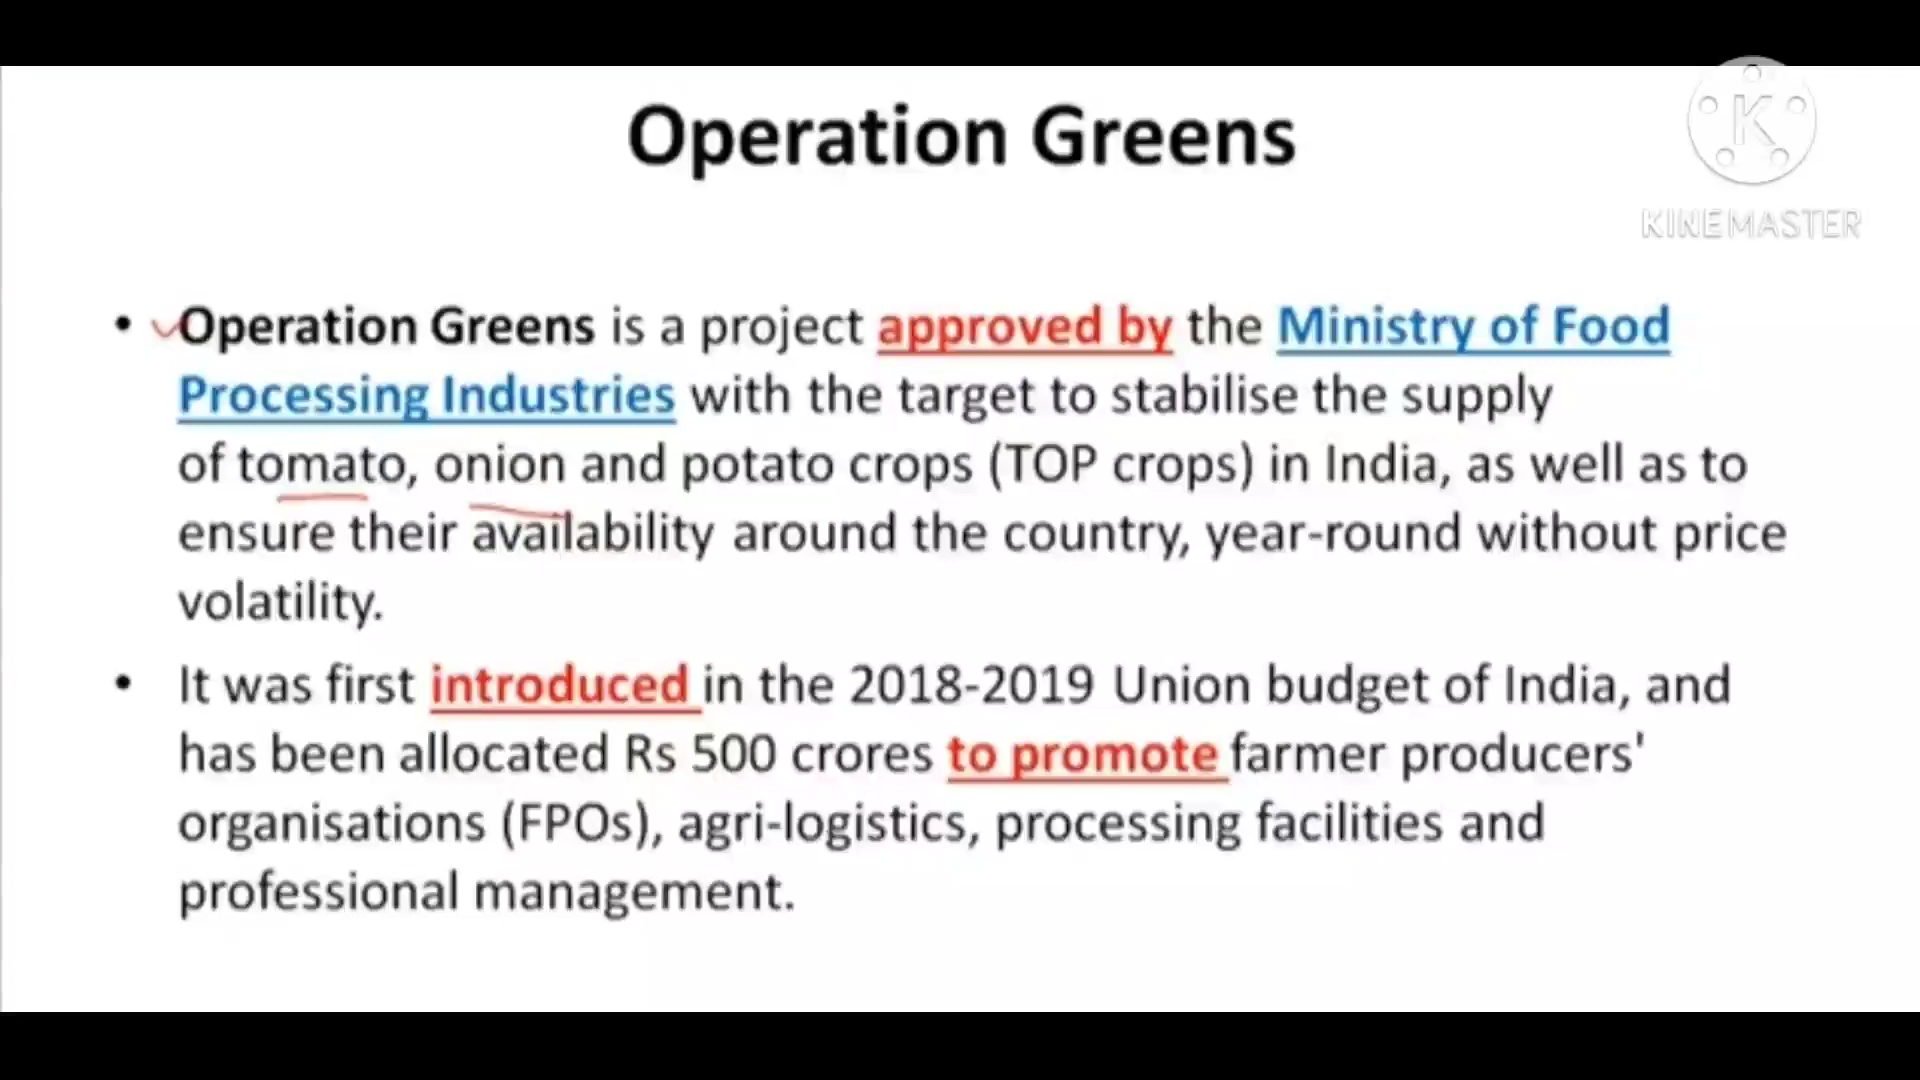 Operation Greens
K
KINEMASTER
• Operation Greens is a project approved by the Ministry of Food
Processing Industries with the target to stabilise the supply
of tomato, onion and potato crops (TOP crops) in India, as well as to
ensure their availability around the country, year-round without price
volatility.
• It was first introduced in the 2018-2019 Union budget of India, and
has been allocated Rs 500 crores to promote farmer producers'
organisations (FPOs), agri-logistics, processing facilities and
professional management.